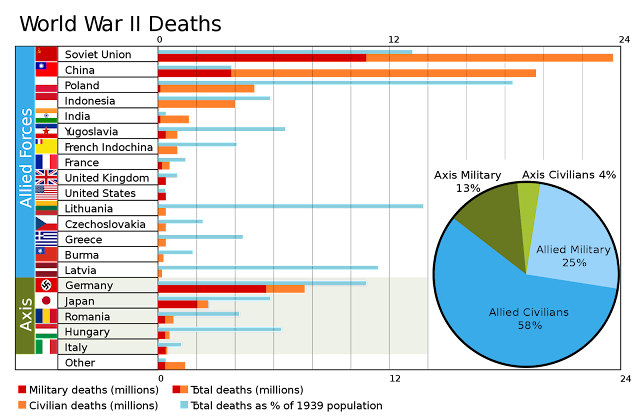 World War II Deaths
0 12 24
Allied Forces
Soviet Union
China
Poland
Indonesia
India
Yugoslavia
French Indochina
France
United Kingdom
United States
Lithuania
Czechoslovakia
Greece
Burma
Latvia
Axis
Germany
Japan
Romania
Hungary
Italy
Other
0 12 24
Axis Military
13%
Axis Civilians 4%
Allied Military
25%
Allied Civilians
58%
Military deaths (millions)
Total deaths (millions)
Civilian deaths (millions)
Total deaths as % of 1939 population